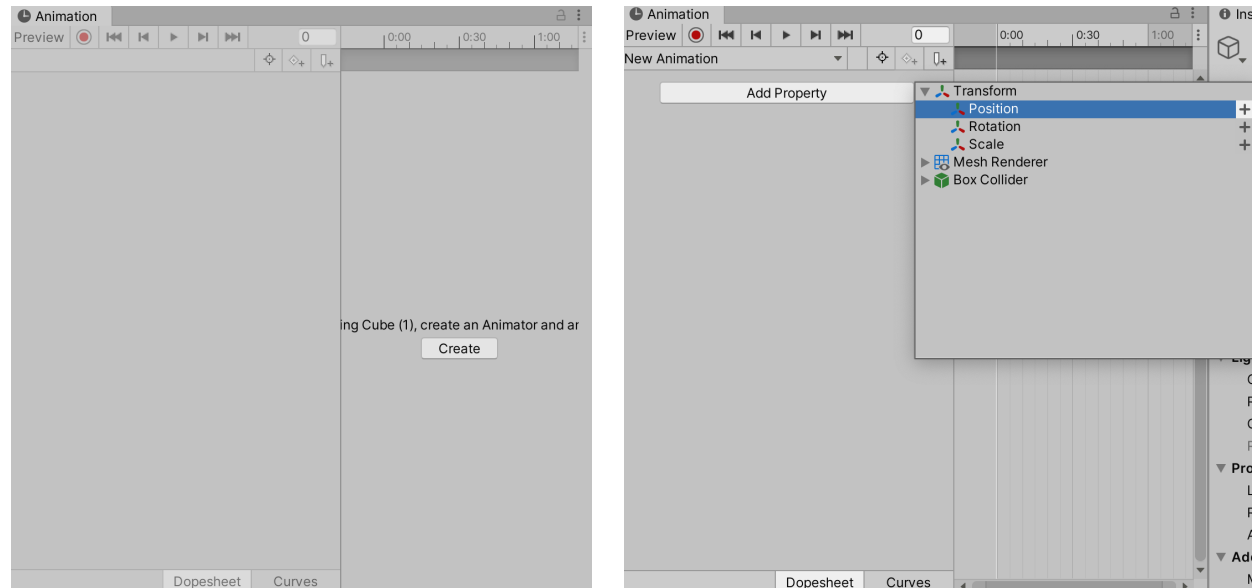 Animation
Preview 0 0:00 0:30 1:00
ing Cube (1), create an Animator and ar
Create
Dopesheet Curves
Animation
Preview 0 0:00 0:30 1:00
New Animation
Add Property
Transform
Position
Rotation
Scale
Mesh Renderer
Box Collider
Dopesheet Curves
Ins
Pro
L
Ad